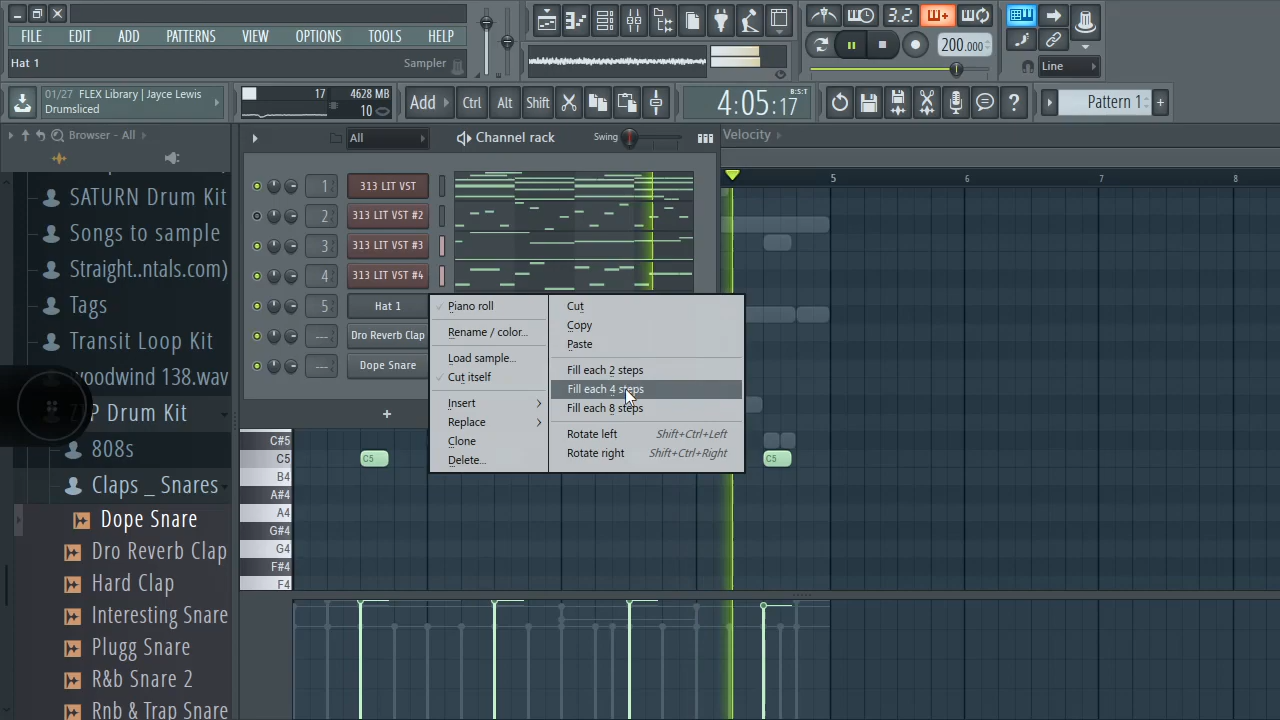 FILE EDIT ADD PATTERNS VIEW OPTIONS TOOLS HELP
3.2
200.000
Hat 1 Sampler
Line
01/27 FLEX Library | Jayce Lewis
Drumsliced
17 4628 MB
10
Add Ctrl Alt Shift
4:05:17 B:S:T
?
Pattern 1 +
Browser - All
All Channel rack Swing
Velocity
5 6 7 8
SATURN Drum Kit
Songs to sample
Straight..ntals.com)
Tags
Transit Loop Kit
woodwind 138.wav
Drum Kit
808s
Claps _ Snares
Dope Snare
Dro Reverb Clap
Hard Clap
Interesting Snare
Plugg Snare
R&b Snare 2
Rnb & Trap Snare
1 313 LIT VST
2 313 LIT VST #2
3 313 LIT VST #3
4 313 LIT VST #4
5 Hat 1
--- Dro Reverb Clap
--- Dope Snare
+
Piano roll
Rename / color...
Load sample...
Cut itself
Insert
Replace
Clone
Delete...
Cut
Copy
Paste
Fill each 2 steps
Fill each 4 steps
Fill each 8 steps
Rotate left Shift+Ctrl+Left
Rotate right Shift+Ctrl+Right
C#5
C5 C5 C5
B4
A#4
A4
G#4
G4
F#4
F4